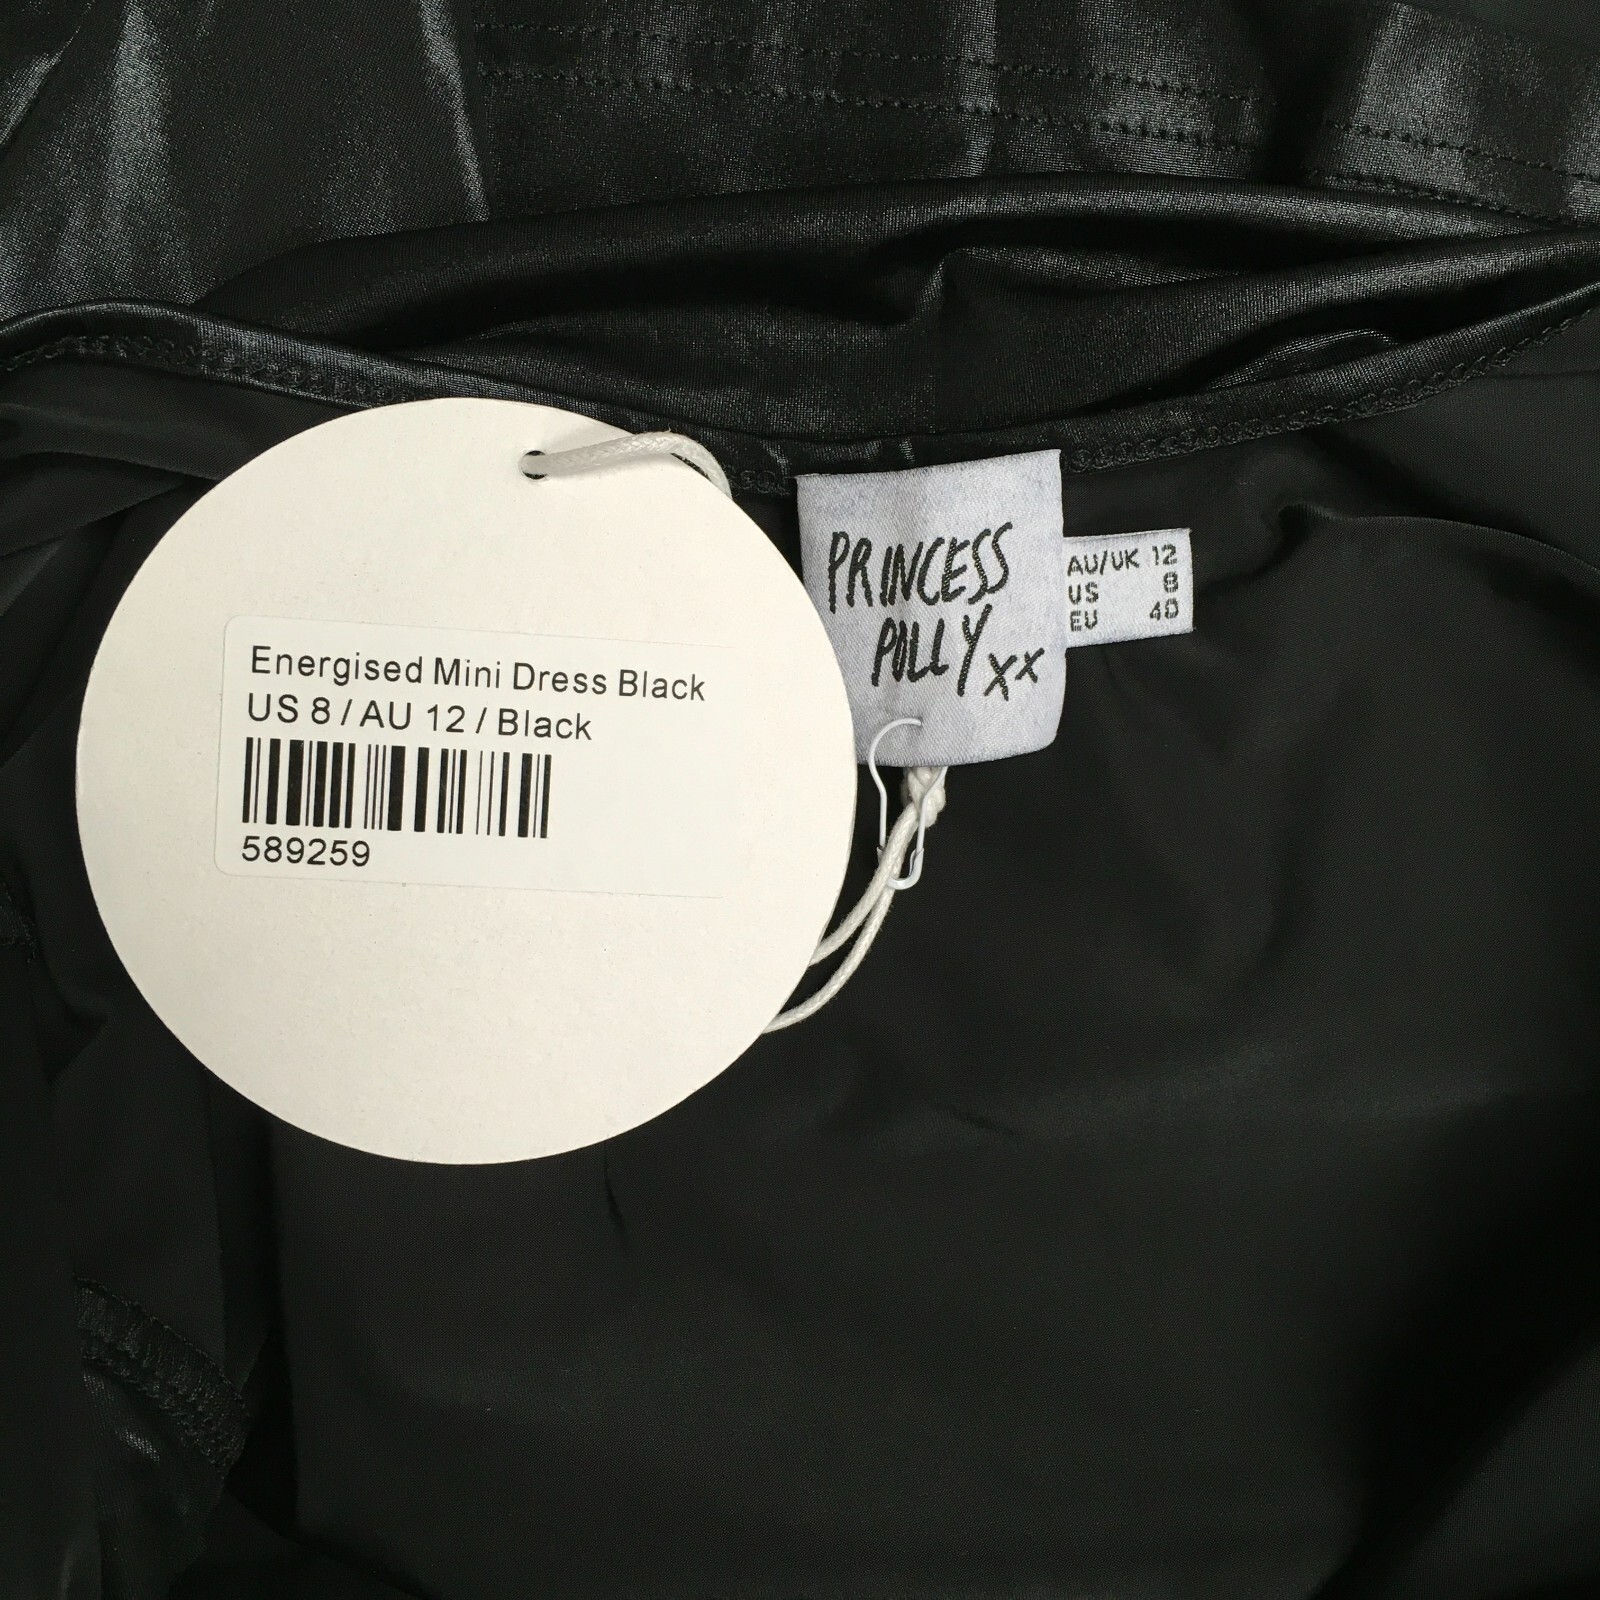 Energised Mini Dress Black
US 8 / AU 12 / Black
589259
PRINCESS
POLLY xx
AU/UK 12
US 8
EU 40